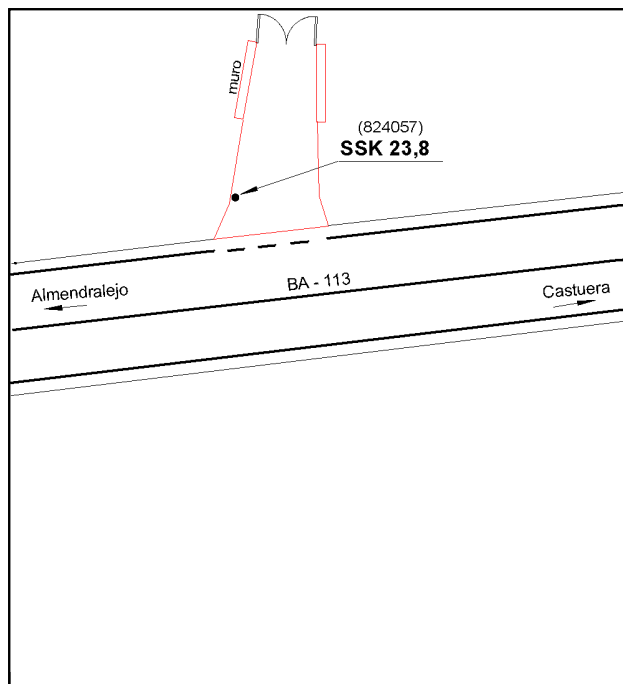 muro
(824057)
SSK 23,8
BA - 113
Almendralejo
Castuera